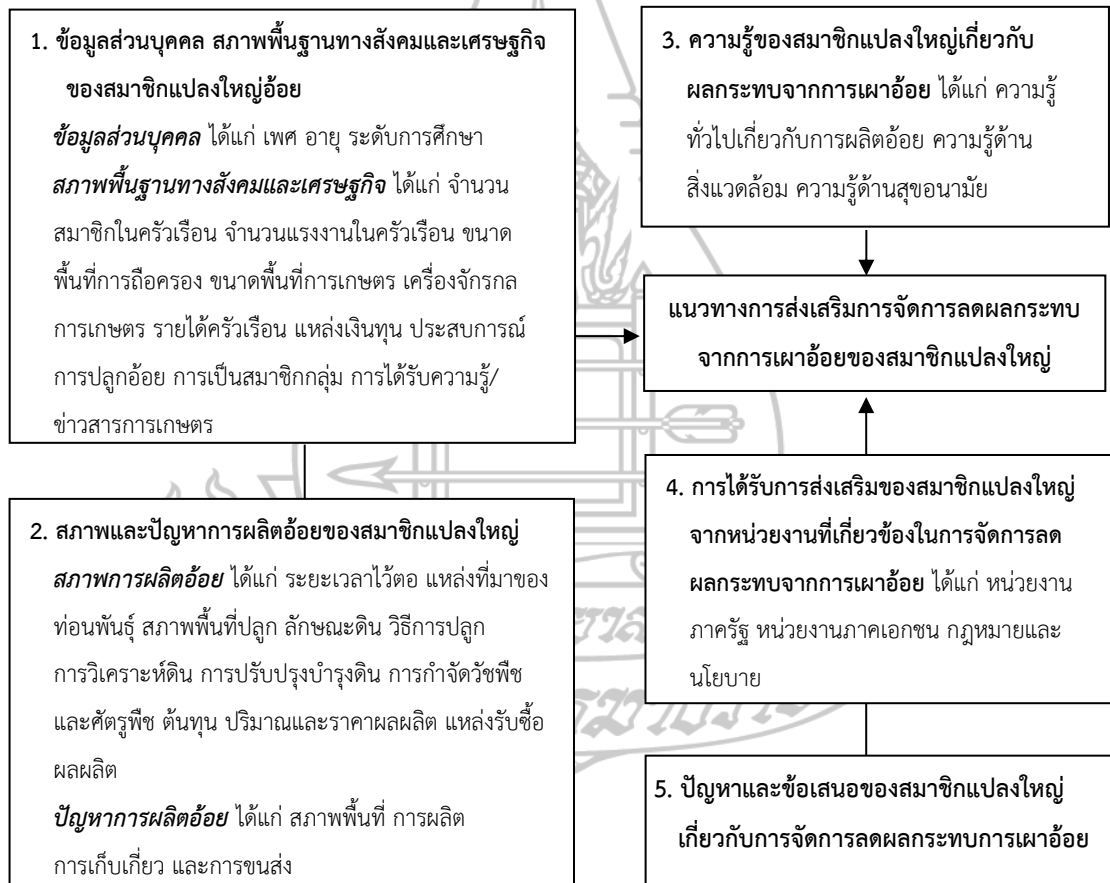 1. ข้อมูลส่วนบุคคล สภาพพื้นฐานทางสังคมและเศรษฐกิจ
ของสมาชิกแปลงใหญ่อ้อย
ข้อมูลส่วนบุคคล ได้แก่ เพศ อายุ ระดับการศึกษา
สภาพพื้นฐานทางสังคมและเศรษฐกิจ ได้แก่ จำนวน
สมาชิกในครัวเรือน จำนวนแรงงานในครัวเรือน ขนาด
พื้นที่การถือครอง ขนาดพื้นที่การเกษตร เครื่องจักรกล
การเกษตร รายได้ครัวเรือน แหล่งเงินทุน ประสบการณ์
การปลูกอ้อย การเป็นสมาชิกกลุ่ม การได้รับความรู้/
ข่าวสารการเกษตร
2. สภาพและปัญหาการผลิตอ้อยของสมาชิกแปลงใหญ่
สภาพการผลิตอ้อย ได้แก่ ระยะเวลาไว้ตอ แหล่งที่มาของ
ท่อนพันธุ์ สภาพพื้นที่ปลูก ลักษณะดิน วิธีการปลูก
การวิเคราะห์ดิน การปรับปรุงบำรุงดิน การกำจัดวัชพืช
และศัตรูพืช ต้นทุน ปริมาณและราคาผลผลิต แหล่งรับซื้อ
ผลผลิต
ปัญหาการผลิตอ้อย ได้แก่ สภาพพื้นที่ การผลิต
การเก็บเกี่ยว และการขนส่ง
3. ความรู้ของสมาชิกแปลงใหญ่เกี่ยวกับ
ผลกระทบจากการเผาอ้อย ได้แก่ ความรู้
ทั่วไปเกี่ยวกับการผลิตอ้อย ความรู้ด้าน
สิ่งแวดล้อม ความรู้ด้านสุขอนามัย
แนวทางการส่งเสริมการจัดการลดผลกระทบ
จากการเผาอ้อยของสมาชิกแปลงใหญ่
4. การได้รับการส่งเสริมของสมาชิกแปลงใหญ่
จากหน่วยงานที่เกี่ยวข้องในการจัดการลด
ผลกระทบจากการเผาอ้อย ได้แก่ หน่วยงาน
ภาครัฐ หน่วยงานภาคเอกชน กฎหมายและ
นโยบาย
5. ปัญหาและข้อเสนอของสมาชิกแปลงใหญ่
เกี่ยวกับการจัดการลดผลกระทบการเผาอ้อย